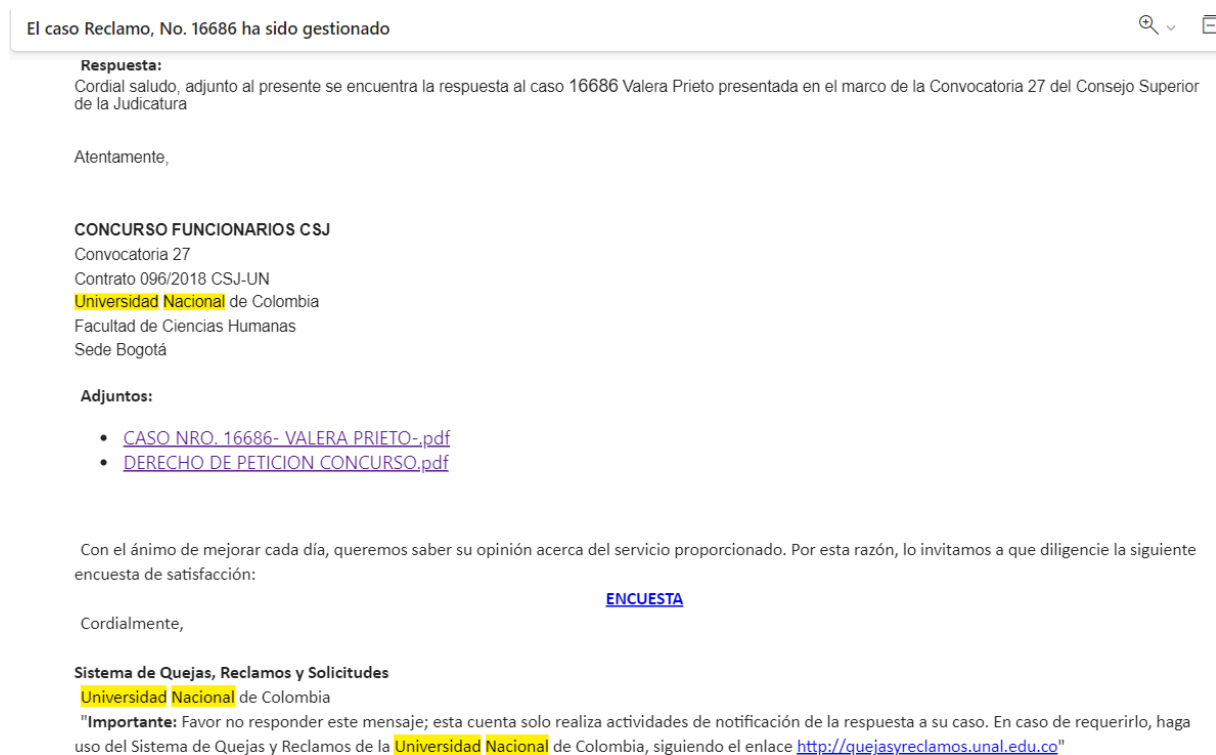 El caso Reclamo, No. 16686 ha sido gestionado
Respuesta:
Cordial saludo, adjunto al presente se encuentra la respuesta al caso 16686 Valera Prieto presentada en el marco de la Convocatoria 27 del Consejo Superior
de la Judicatura
Atentamente,
CONCURSO FUNCIONARIOS CSJ
Convocatoria 27
Contrato 096/2018 CSJ-UN
Universidad Nacional de Colombia
Facultad de Ciencias Humanas
Sede Bogotá
Adjuntos:
• CASO NRO. 16686- VALERA PRIETO-.pdf
• DERECHO DE PETICION CONCURSO.pdf
Con el ánimo de mejorar cada día, queremos saber su opinión acerca del servicio proporcionado. Por esta razón, lo invitamos a que diligencie la siguiente
encuesta de satisfacción:
ENCUESTA
Cordialmente,
Sistema de Quejas, Reclamos y Solicitudes
Universidad Nacional de Colombia
"Importante: Favor no responder este mensaje; esta cuenta solo realiza actividades de notificación de la respuesta a su caso. En caso de requerirlo, haga
uso del Sistema de Quejas y Reclamos de la Universidad Nacional de Colombia, siguiendo el enlace http://quejasyreclamos.unal.edu.co"